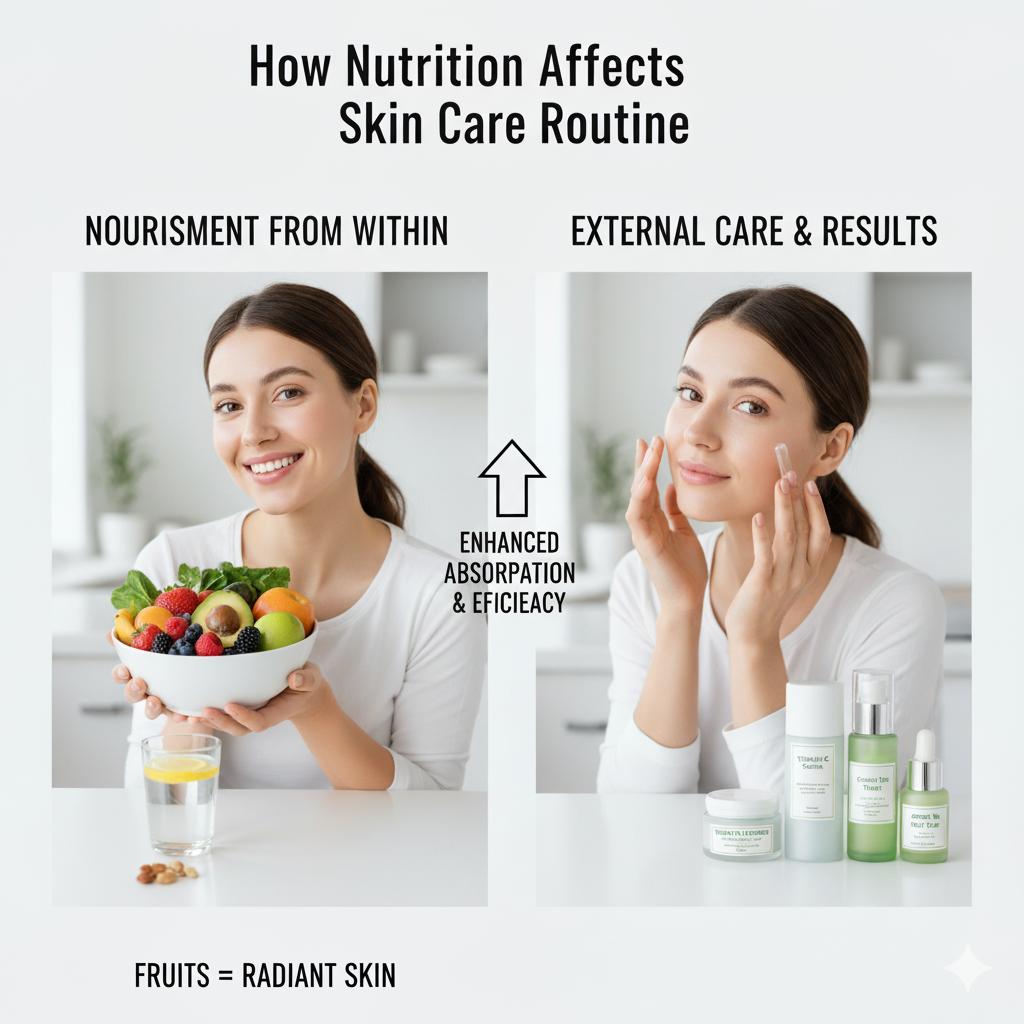 How Nutrition Affects
Skin Care Routine
NOURISMENT FROM WITHIN
EXTERNAL CARE & RESULTS
ENHANCED
ABSORPATION
& EFICIEACY
FRUITS = RADIANT SKIN